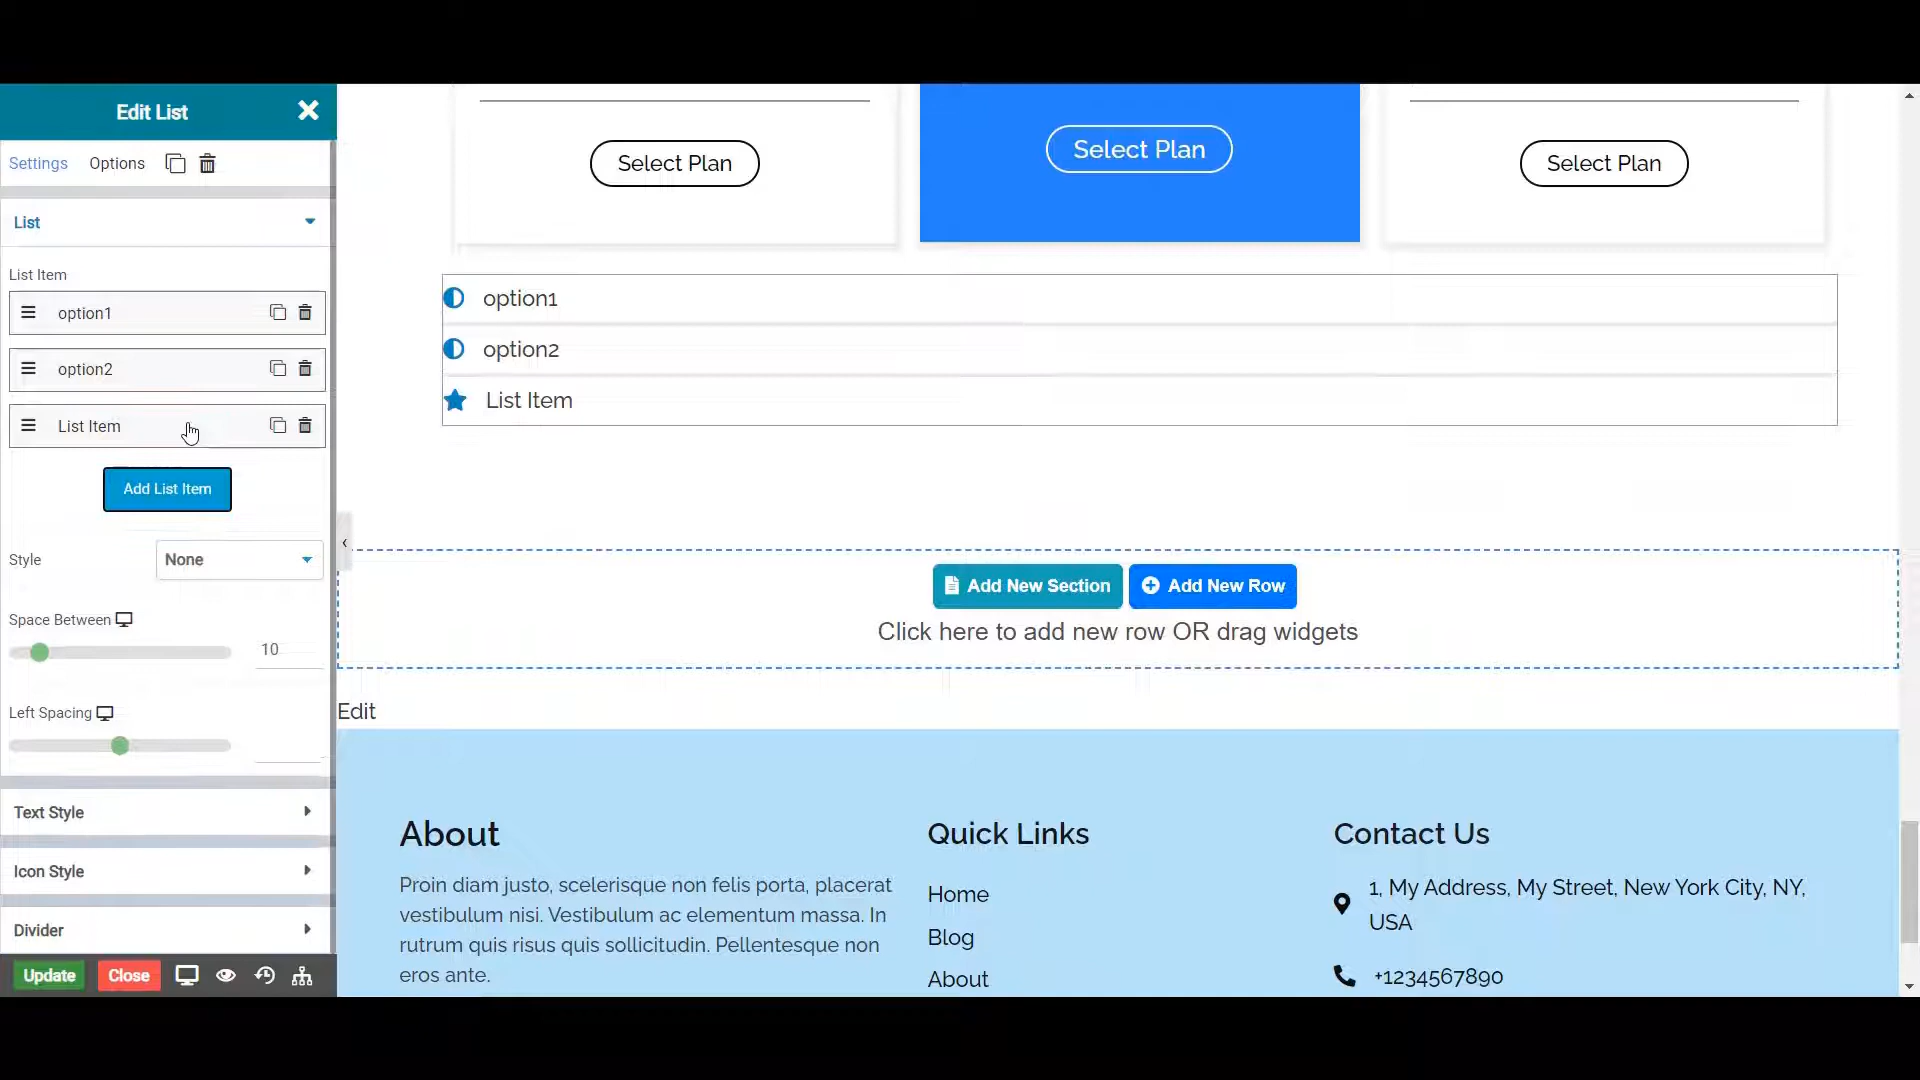 Edit List
Settings Options
List
List Item
option1
option2
List Item
Add List Item
Style None
Space Between
10
Left Spacing
Text Style
Icon Style
Divider
Update Close
Select Plan
Select Plan
Select Plan
option1
option2
List Item
Add New Section Add New Row
Click here to add new row OR drag widgets
Edit
About
Proin diam justo, scelerisque non felis porta, placerat
vestibulum nisi. Vestibulum ac elementum massa. In
rutrum quis risus quis sollicitudin. Pellentesque non
eros ante.
Quick Links
Home
Blog
About
Contact Us
1, My Address, My Street, New York City, NY,
USA
+1234567890